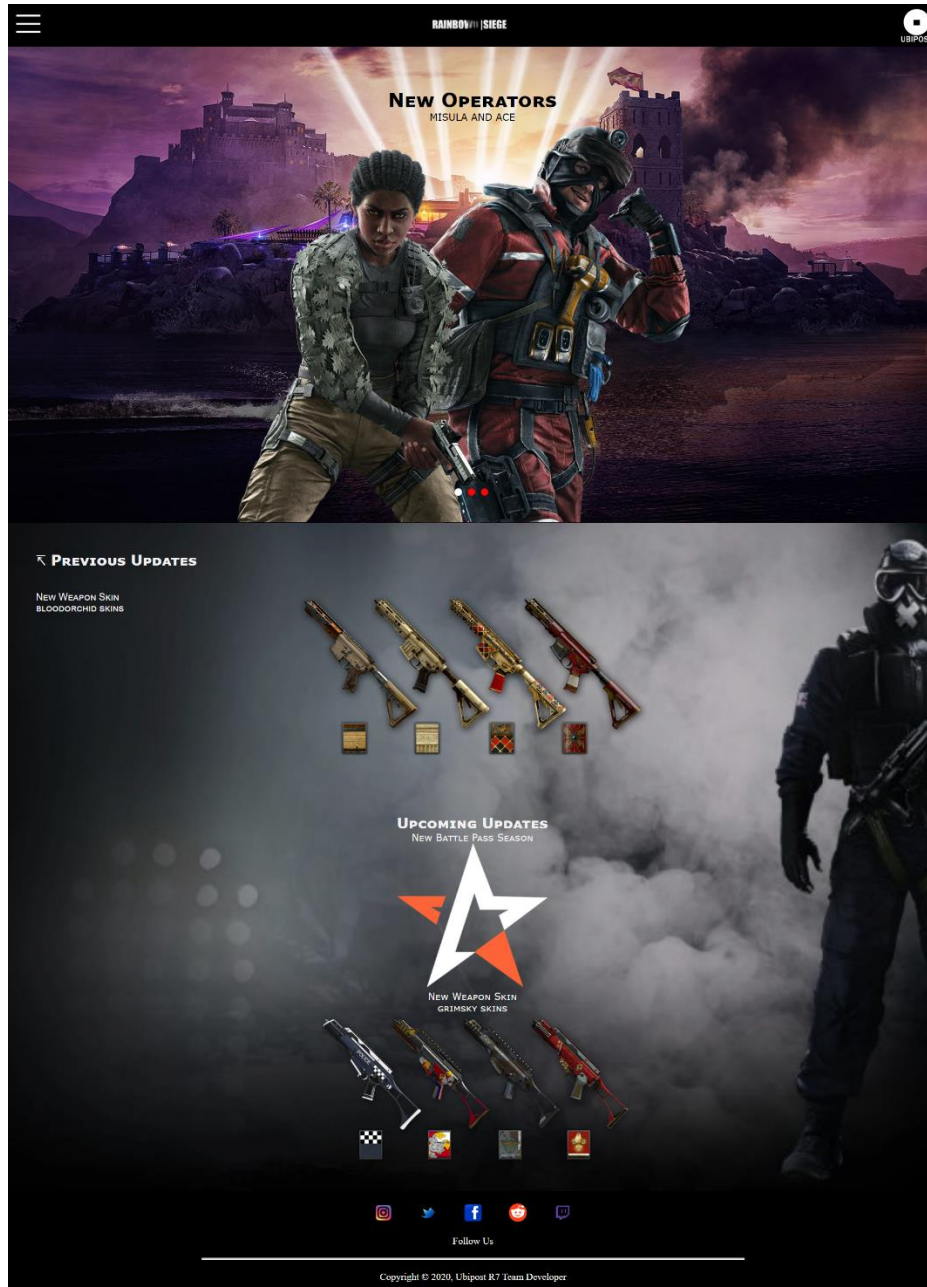 RAINBOW | SIEGE
UBIPOS
NEW OPERATORS
MISULA AND ACE
PREVIOUS UPDATES
NEW WEAPON SKIN
BLOODORCHID SKINS
UPCOMING UPDATES
NEW BATTLE PASS SEASON
NEW WEAPON SKIN
GRIMSKY SKINS
POLICE
Follow Us
Copyright © 2020, Ubipost R7 Team Developer